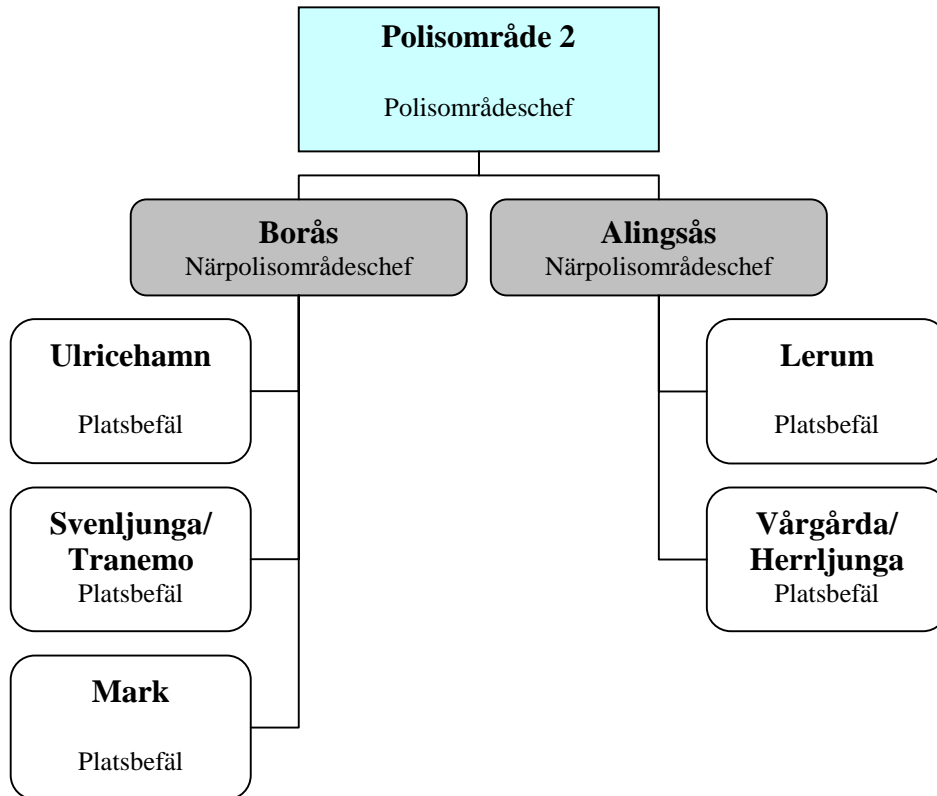 Polisområde 2
Polisområdeschef
Borås
Närpolisområdeschef
Alingsås
Närpolisområdeschef
Ulricehamn
Platsbefäl
Lerum
Platsbefäl
Svenljunga/
Tranemo
Platsbefäl
Vårgårda/
Herrljunga
Platsbefäl
Mark
Platsbefäl